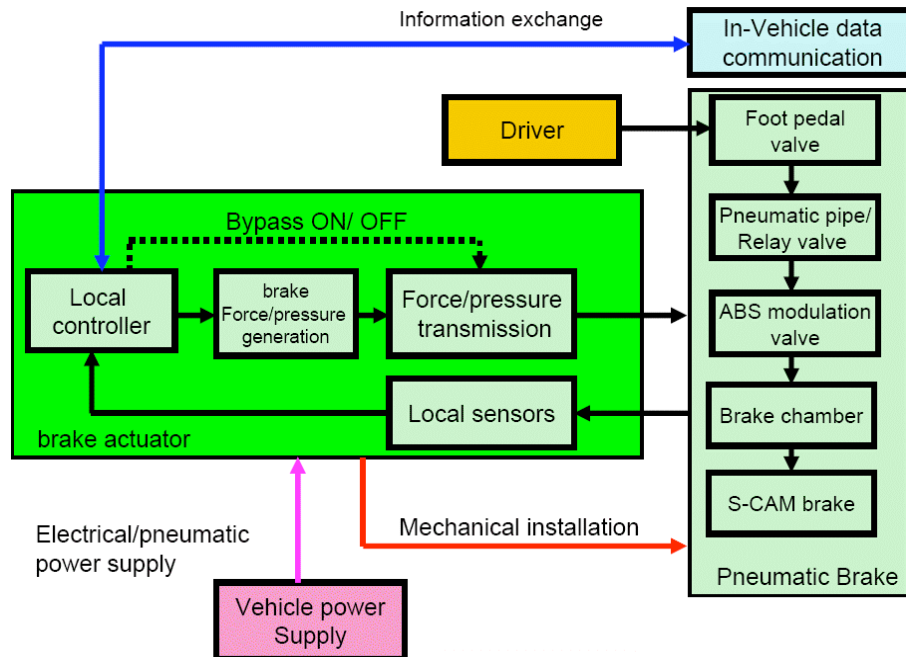 Information exchange
In-Vehicle data
communication
Driver
Foot pedal
valve
Bypass ON/ OFF
Pneumatic pipe/
Relay valve
Local
controller
brake
Force/pressure
generation
Force/pressure
transmission
ABS modulation
valve
Local sensors
Brake chamber
brake actuator
S-CAM brake
Electrical/pneumatic
power supply
Mechanical installation
Pneumatic Brake
Vehicle power
Supply